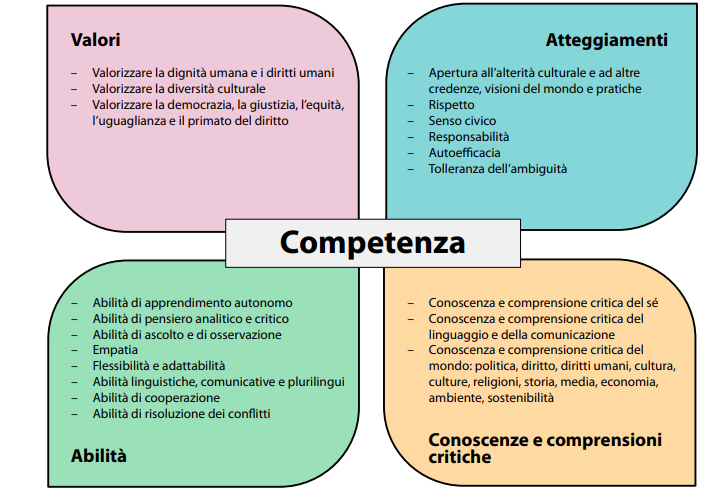 Valori
– Valorizzare la dignità umana e i diritti umani
– Valorizzare la diversità culturale
– Valorizzare la democrazia, la giustizia, l'equità,
l'uguaglianza e il primato del diritto
Atteggiamenti
– Apertura all'alterità culturale e ad altre
credenze, visioni del mondo e pratiche
– Rispetto
– Senso civico
– Responsabilità
– Autoefficacia
– Tolleranza dell'ambiguità
Competenza
– Abilità di apprendimento autonomo
– Abilità di pensiero analitico e critico
– Abilità di ascolto e di osservazione
– Empatia
– Flessibilità e adattabilità
– Abilità linguistiche, comunicative e plurilingui
– Abilità di cooperazione
– Abilità di risoluzione dei conflitti
Abilità
– Conoscenza e comprensione critica del sé
– Conoscenza e comprensione critica del
linguaggio e della comunicazione
– Conoscenza e comprensione critica del
mondo: politica, diritto, diritti umani, cultura,
culture, religioni, storia, media, economia,
ambiente, sostenibilità
Conoscenze e comprensioni
critiche